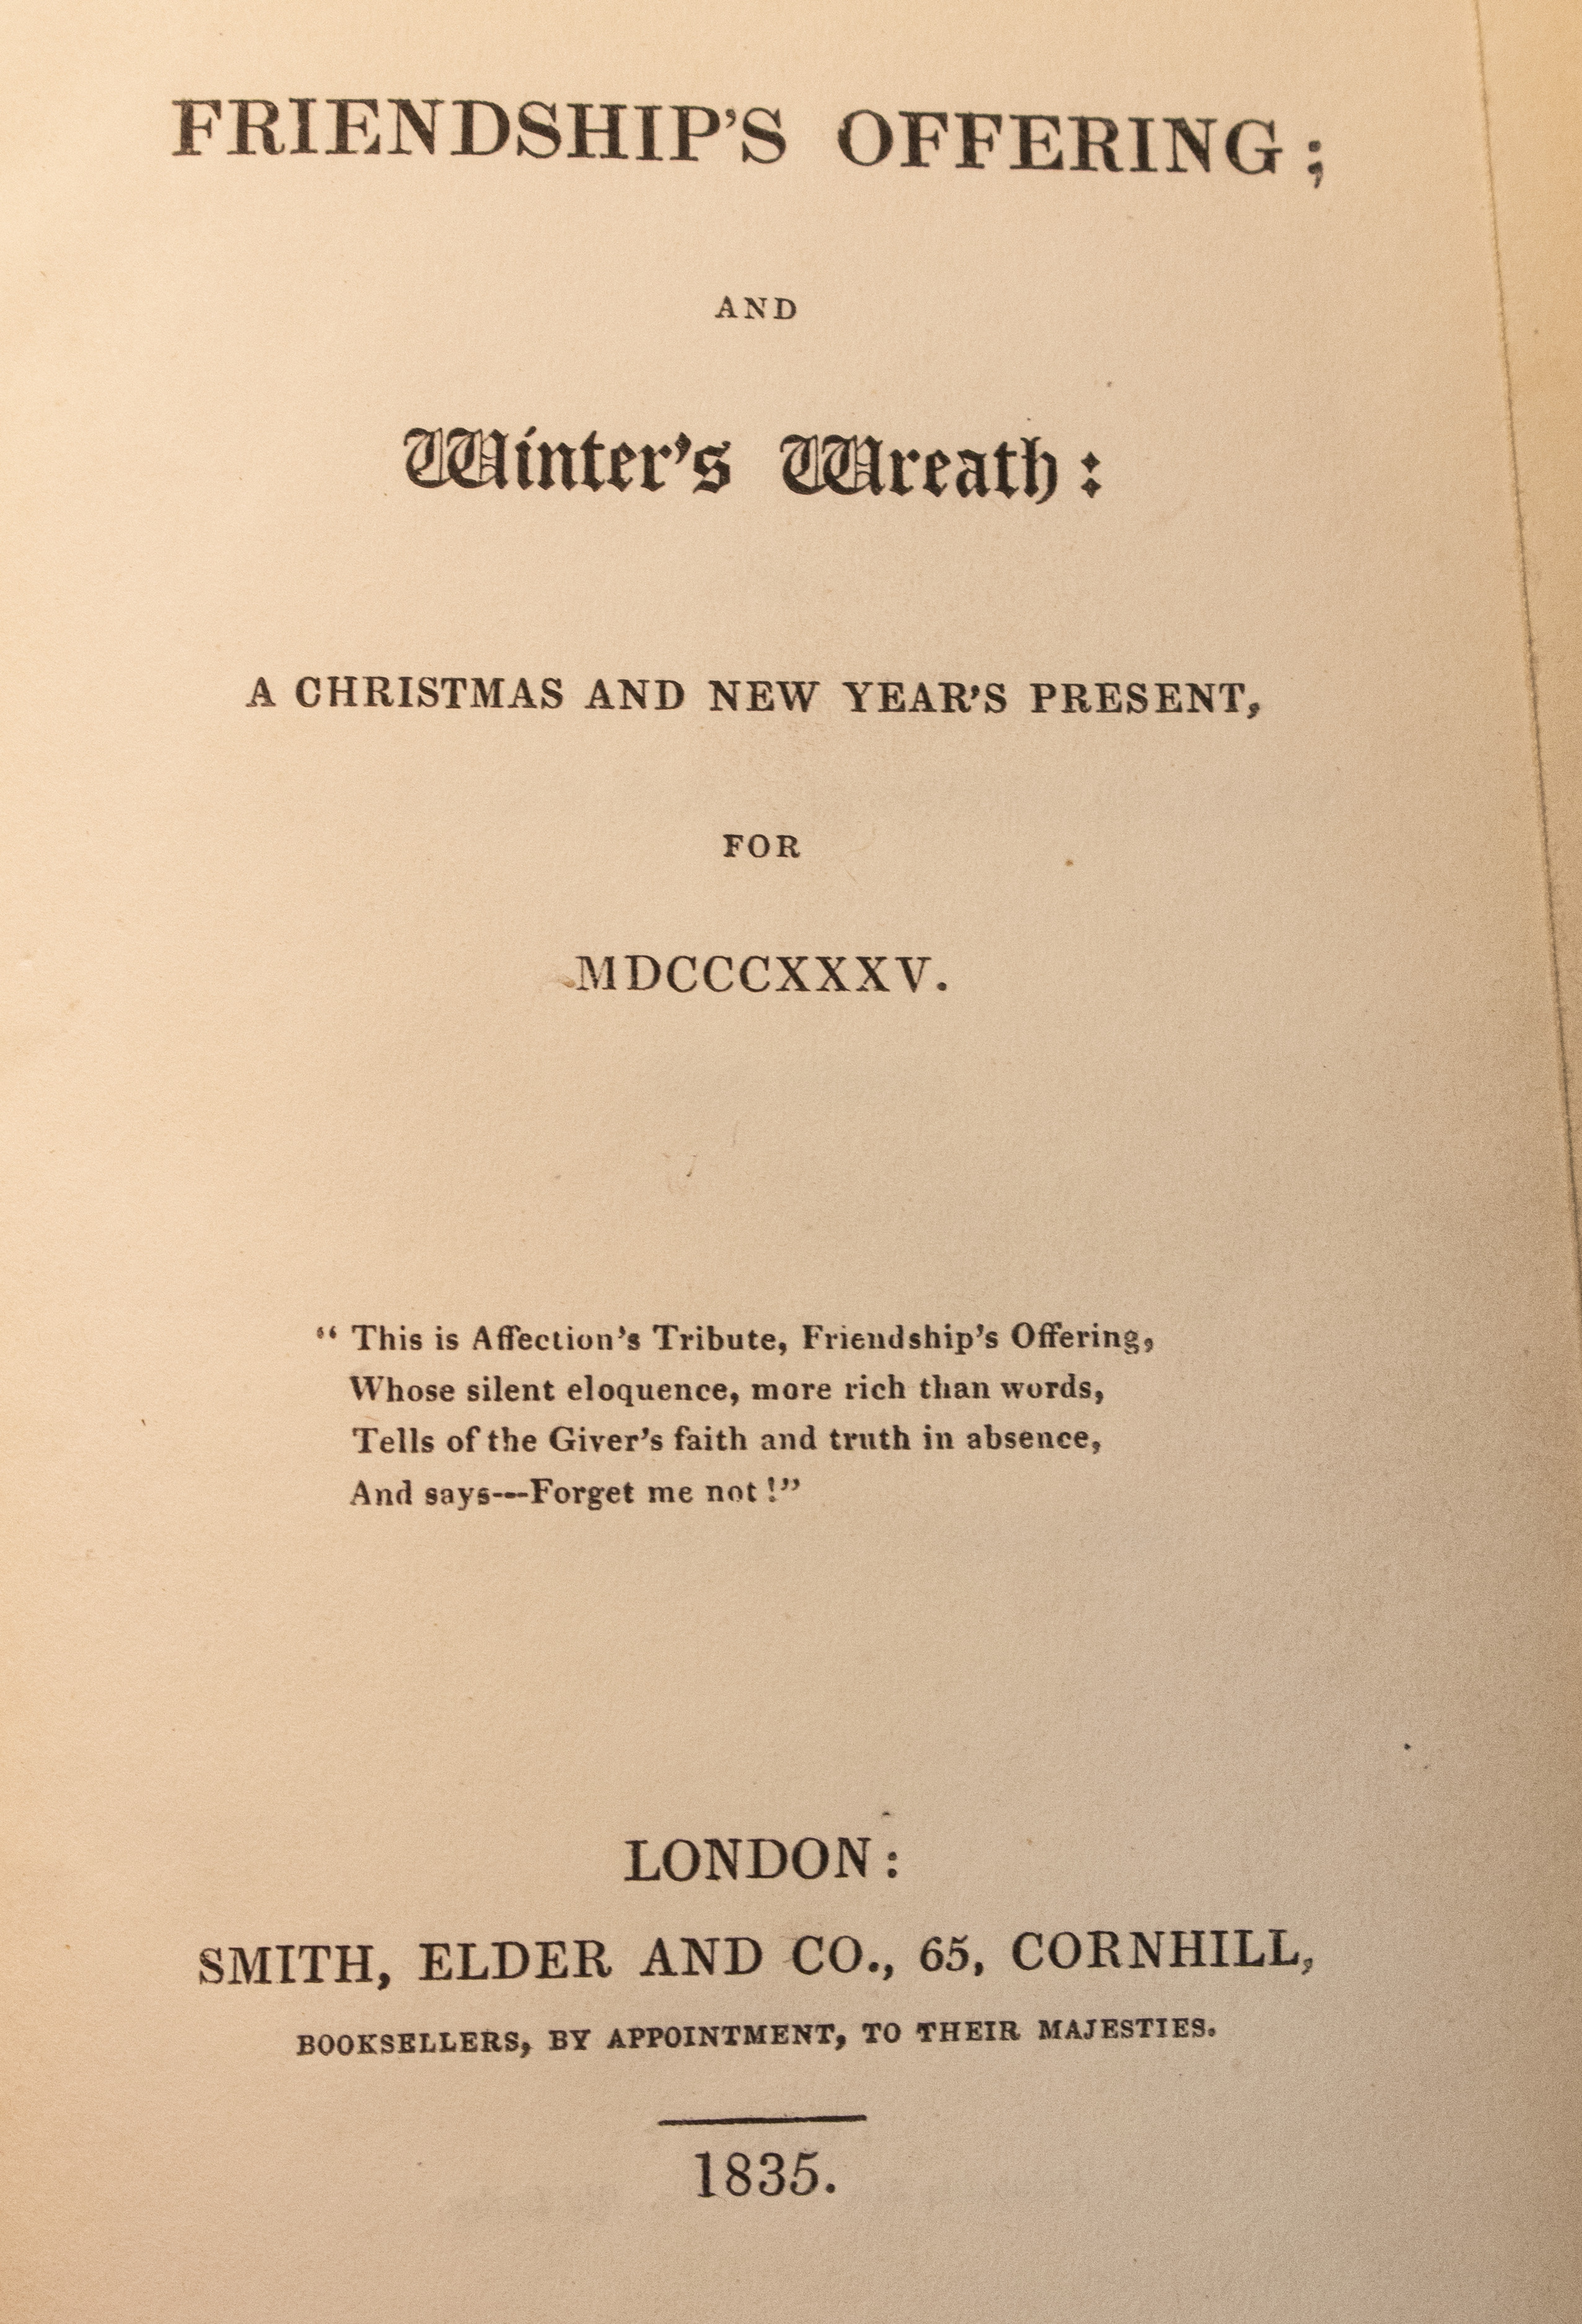 FRIENDSHIP'S OFFERING;
AND
Winter's Wreath:
A CHRISTMAS AND NEW YEAR'S PRESENT,
FOR
MDCCCXXXV.
“ This is Affection's Tribute, Friendship's Offering,
Whose silent eloquence, more rich than words,
Tells of the Giver's faith and truth in absence,
And says---Forget me not !”
LONDON:
SMITH, ELDER AND CO., 65, CORNHILL,
BOOKSELLERS, BY APPOINTMENT, TO THEIR MAJESTIES.
1835.